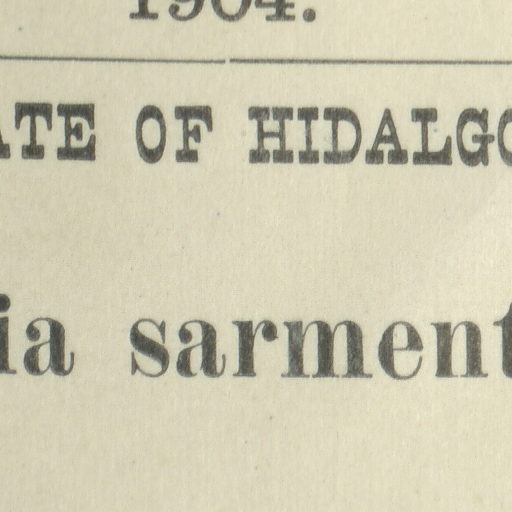 1904.
ATE OF HIDALGO
ia sarment